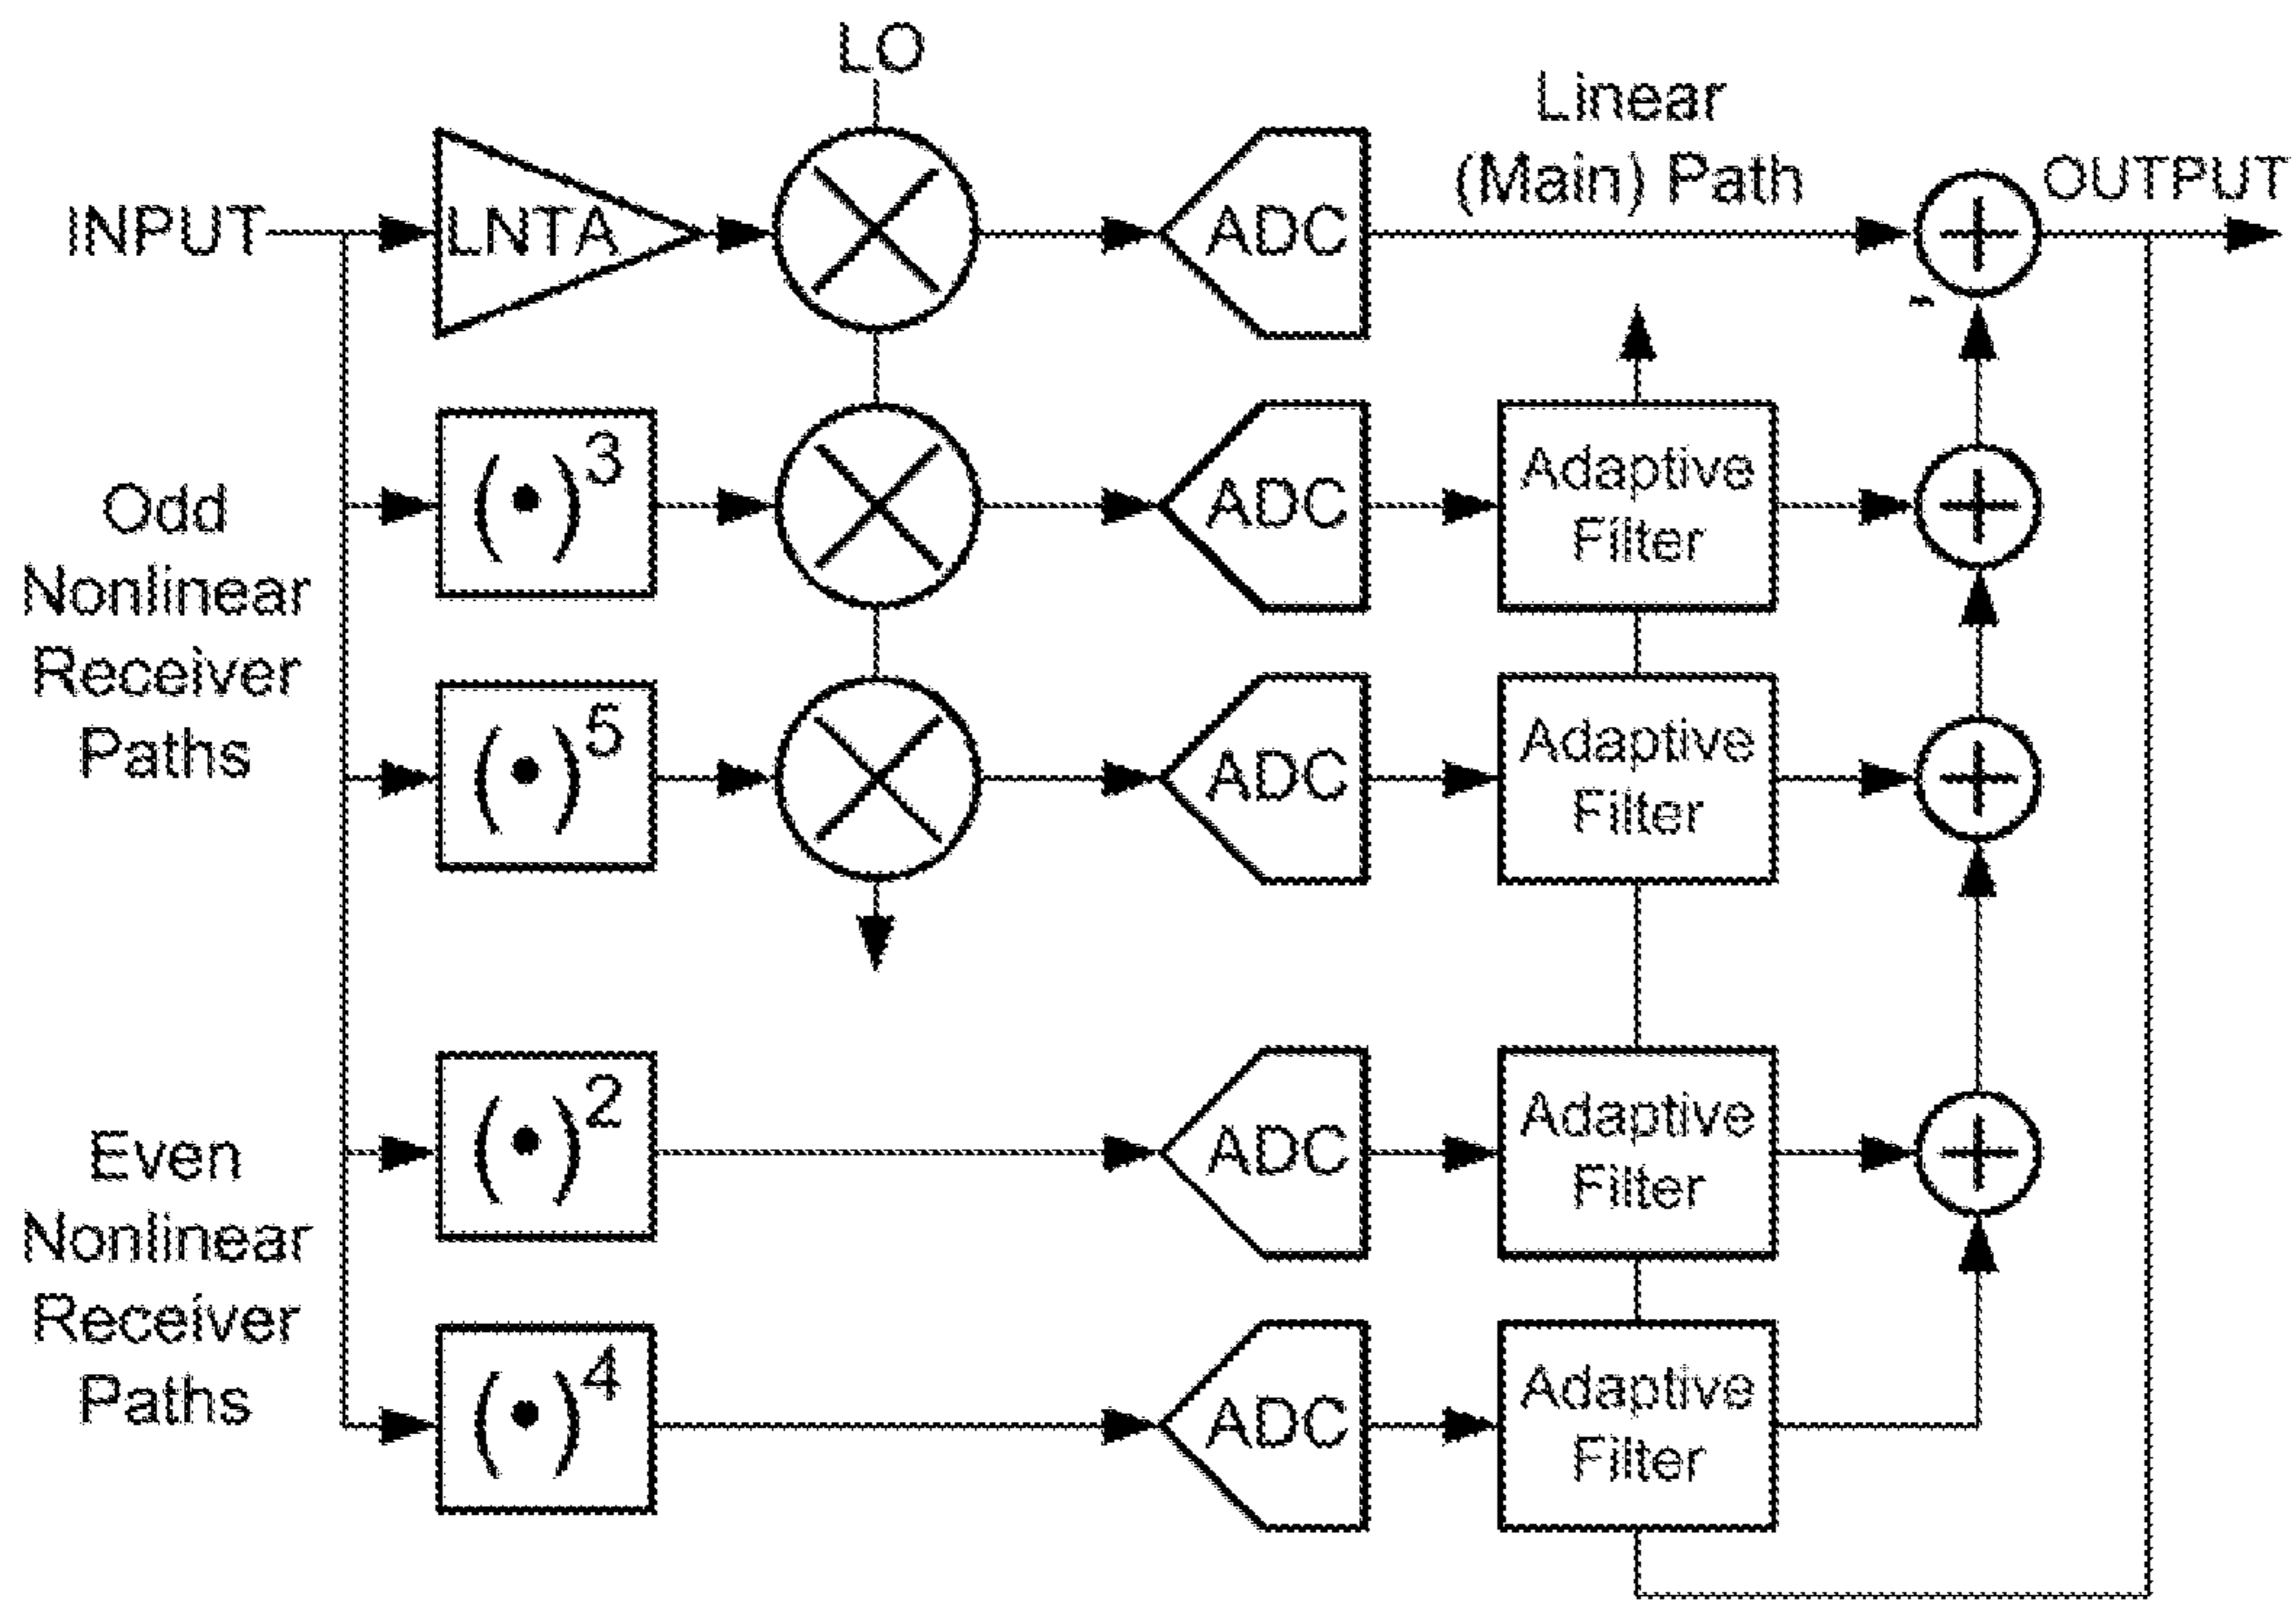 LO
Linear
(Main) Path
INPUT
LNTA
ADC
OUTPUT
+
-
Odd
Nonlinear
Receiver
Paths
(•)3
ADC
Adaptive
Filter
+
(•)5
ADC
Adaptive
Filter
+
Even
Nonlinear
Receiver
Paths
(•)2
ADC
Adaptive
Filter
+
(•)4
ADC
Adaptive
Filter